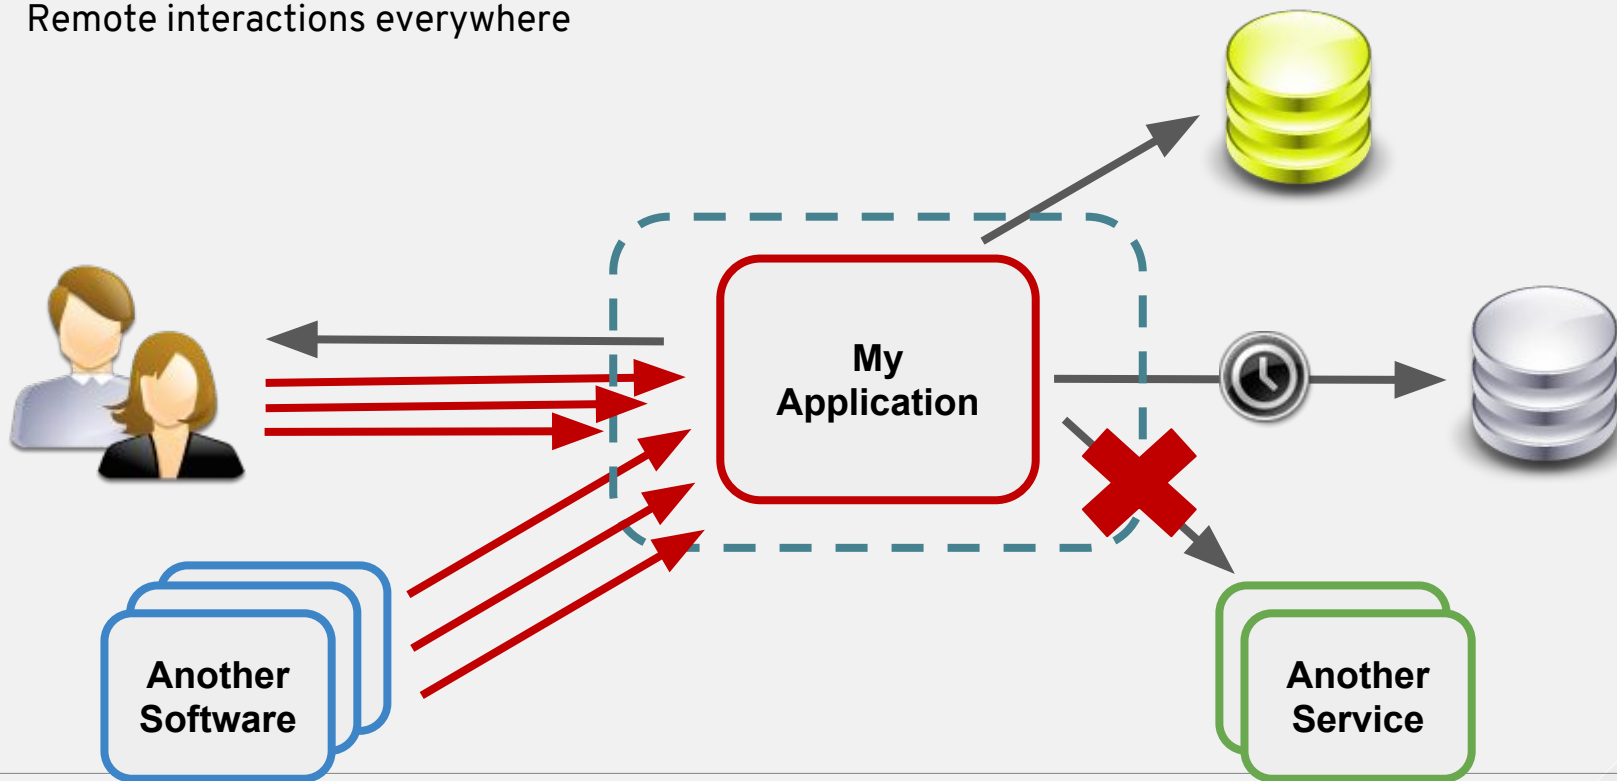 Remote interactions everywhere
My
Application
Another
Software
Another
Service